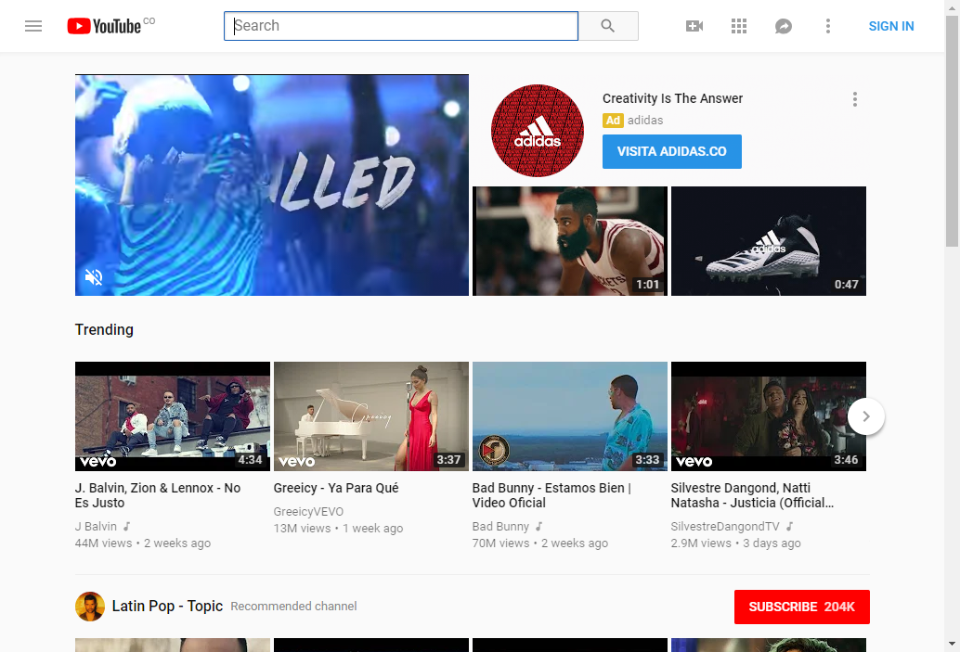 YouTube CO
Search
SIGN IN
Creativity Is The Answer
Ad adidas
adidas
VISITA ADIDAS.CO
LLED
adidas
1:01
0:47
Trending
vevo 4:34
Greeicy
vevo 3:37
3:33
vevo 3:46
J. Balvin, Zion & Lennox - No
Es Justo
J Balvin
44M views • 2 weeks ago
Greeicy - Ya Para Qué
GreeicyVEVO
13M views • 1 week ago
Bad Bunny - Estamos Bien |
Video Oficial
Bad Bunny
70M views • 2 weeks ago
Silvestre Dangond, Natti
Natasha - Justicia (Official...
SilvestreDangondTV
2.9M views • 3 days ago
Latin Pop - Topic Recommended channel
SUBSCRIBE 204K